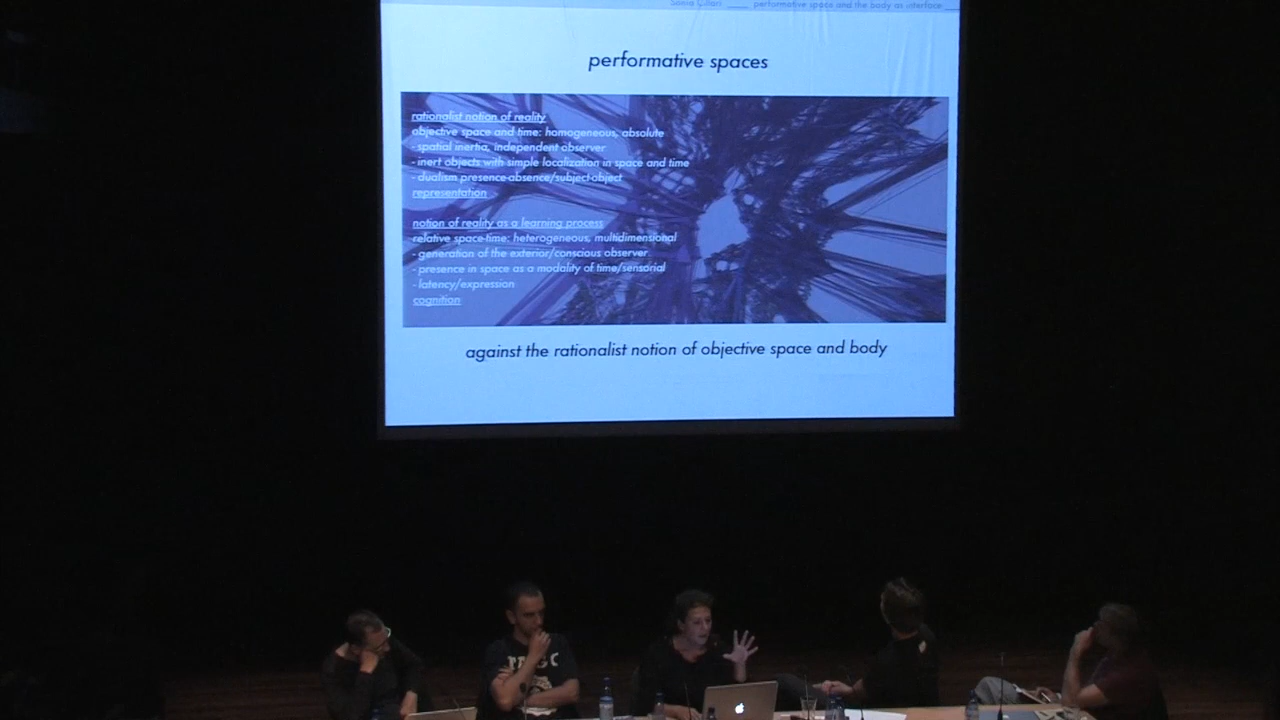 Sonia Cillari ____ performative space and the body as interface
performative spaces
rationalist notion of reality
objective space and time: homogeneous, absolute
- spatial inertia, independent observer
- inert objects with simple localization in space and time
- dualism presence-absence/subject-object
representation
notion of reality as a learning process
relative space-time: heterogeneous, multidimensional
- generation of the exterior/conscious observer
- presence in space as a modality of time/sensorial
- latency/expression
cognition
against the rationalist notion of objective space and body